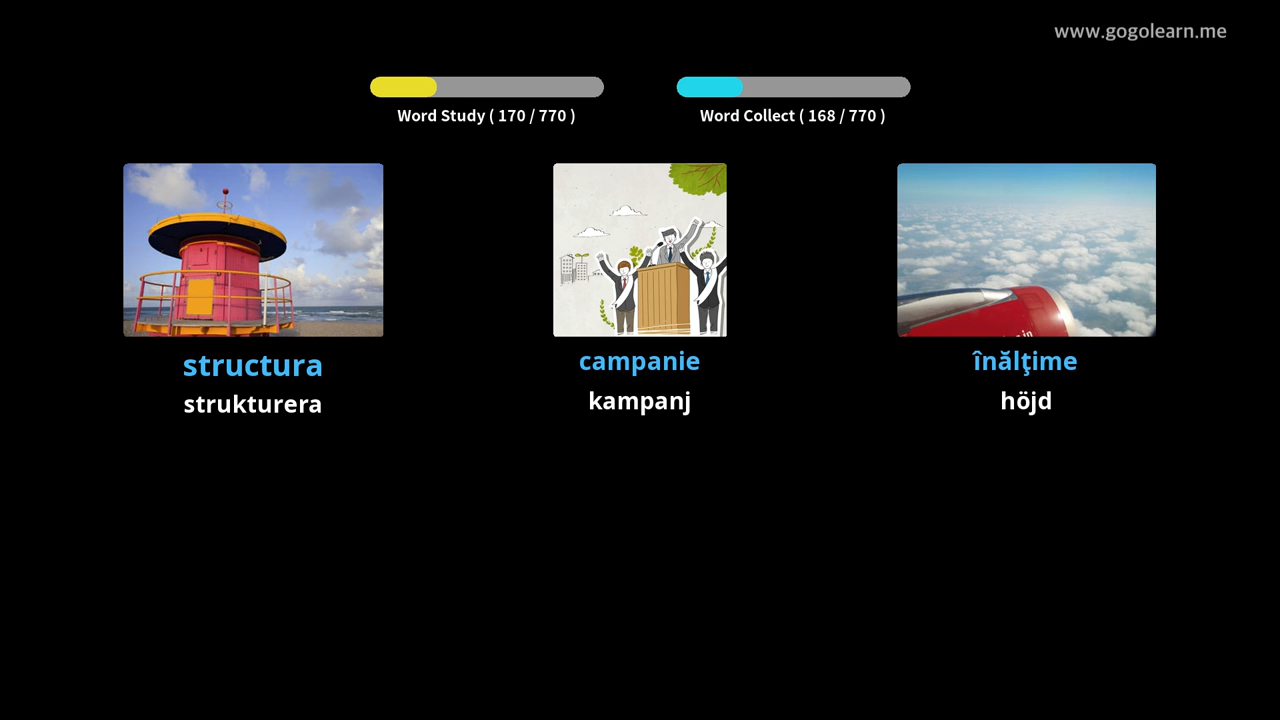 www.gogolearn.me
Word Study ( 170 / 770 )
Word Collect ( 168 / 770 )
structura
strukturera
campanie
kampanj
înălţime
höjd